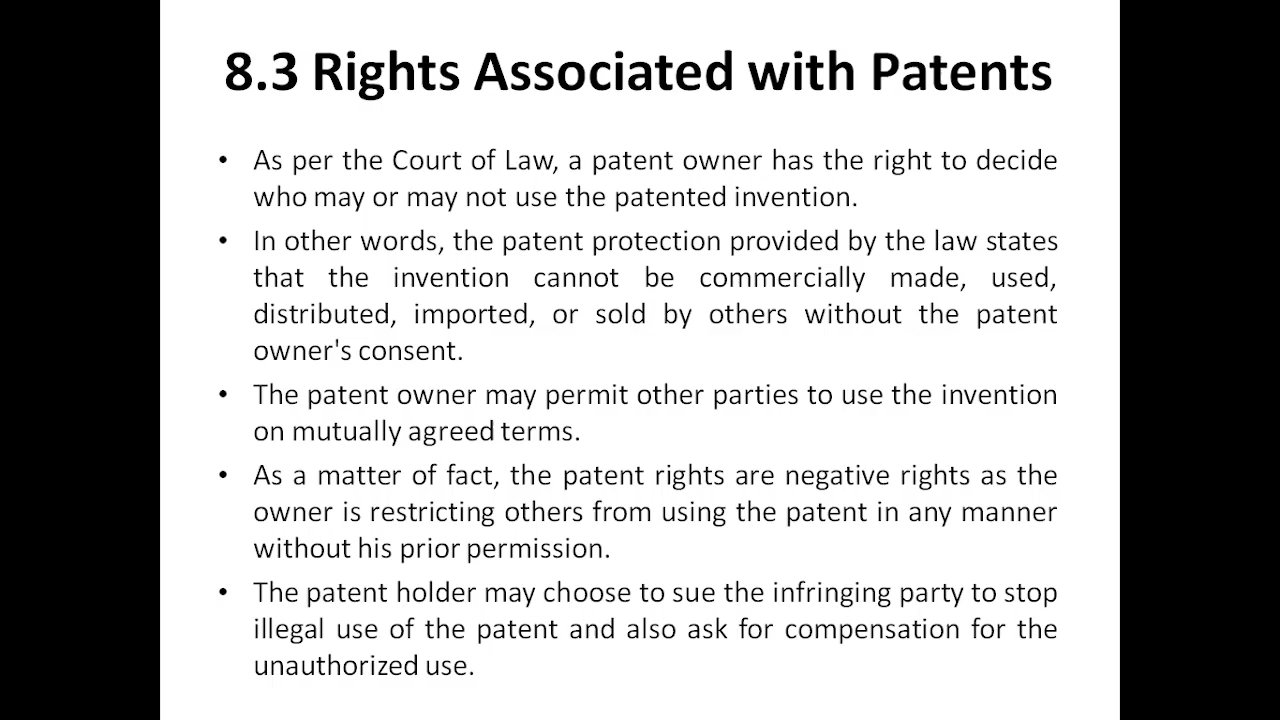 8.3 Rights Associated with Patents
• As per the Court of Law, a patent owner has the right to decide
who may or may not use the patented invention.
• In other words, the patent protection provided by the law states
that the invention cannot be commercially made, used,
distributed, imported, or sold by others without the patent
owner's consent.
• The patent owner may permit other parties to use the invention
on mutually agreed terms.
• As a matter of fact, the patent rights are negative rights as the
owner is restricting others from using the patent in any manner
without his prior permission.
• The patent holder may choose to sue the infringing party to stop
illegal use of the patent and also ask for compensation for the
unauthorized use.